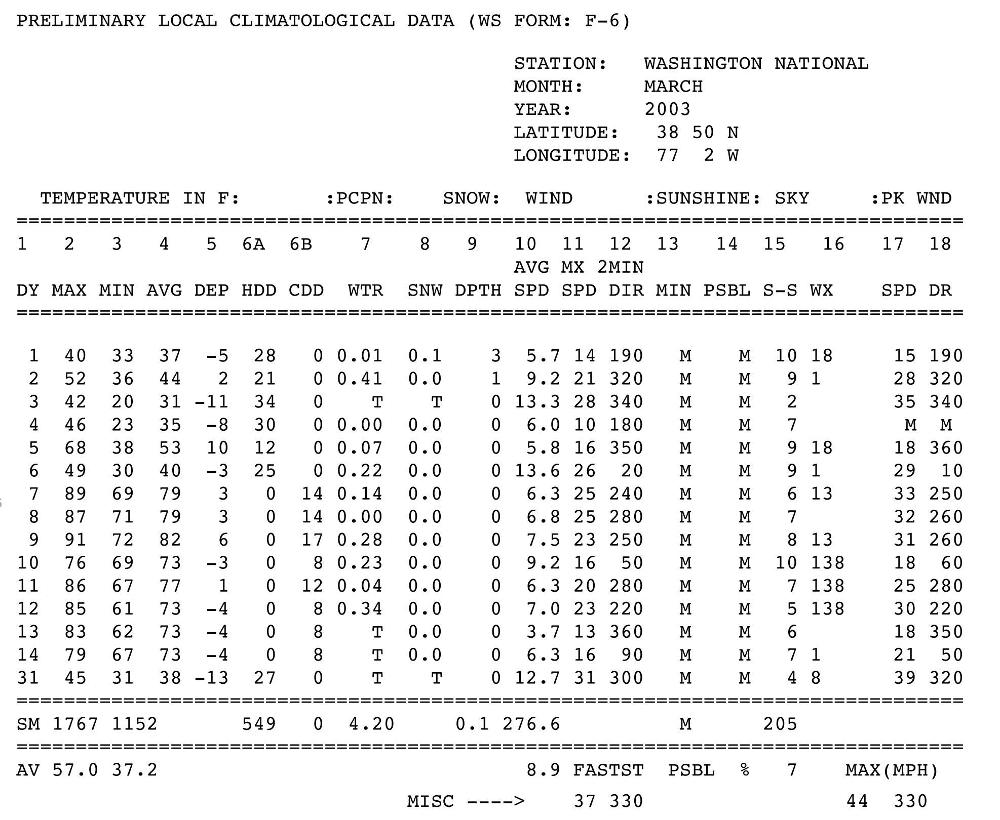 PRELIMINARY LOCAL CLIMATOLOGICAL DATA (WS FORM: F-6)
STATION: WASHINGTON NATIONAL
MONTH: MARCH
YEAR: 2003
LATITUDE: 38 50 N
LONGITUDE: 77 2 W
TEMPERATURE IN F: :PCPN: SNOW: WIND :SUNSHINE: SKY :PK WND
================================================================================
1 2 3 4 5 6A 6B 7 8 9 10 11 12 13 14 15 16 17 18
AVG MX 2MIN
DY MAX MIN AVG DEP HDD CDD WTR SNW DPTH SPD SPD DIR MIN PSBL S-S WX SPD DR
================================================================================
1 40 33 37 -5 28 0 0.01 0.1 3 5.7 14 190 M M 10 18 15 190
2 52 36 44 2 21 0 0.41 0.0 1 9.2 21 320 M M 9 1 28 320
3 42 20 31 -11 34 0 T T 0 13.3 28 340 M M 2 35 340
4 46 23 35 -8 30 0 0.00 0.0 0 6.0 10 180 M M 7 M M
5 68 38 53 10 12 0 0.07 0.0 0 5.8 16 350 M M 9 18 18 360
6 49 30 40 -3 25 0 0.22 0.0 0 13.6 26 20 M M 9 1 29 10
7 89 69 79 3 0 14 0.14 0.0 0 6.3 25 240 M M 6 13 33 250
8 87 71 79 3 0 14 0.00 0.0 0 6.8 25 280 M M 7 32 260
9 91 72 82 6 0 17 0.28 0.0 0 7.5 23 250 M M 8 13 31 260
10 76 69 73 -3 0 8 0.23 0.0 0 9.2 16 50 M M 10 138 18 60
11 86 67 77 1 0 12 0.04 0.0 0 6.3 20 280 M M 7 138 25 280
12 85 61 73 -4 0 8 0.34 0.0 0 7.0 23 220 M M 5 138 30 220
13 83 62 73 -4 0 8 T 0.0 0 3.7 13 360 M M 6 18 350
14 79 67 73 -4 0 8 T 0.0 0 6.3 16 90 M M 7 1 21 50
31 45 31 38 -13 27 0 T T 0 12.7 31 300 M M 4 8 39 320
================================================================================
SM 1767 1152 549 0 4.20 0.1 276.6 M 205
================================================================================
AV 57.0 37.2 8.9 FASTST PSBL % 7 MAX(MPH)
MISC ----> 37 330 44 330